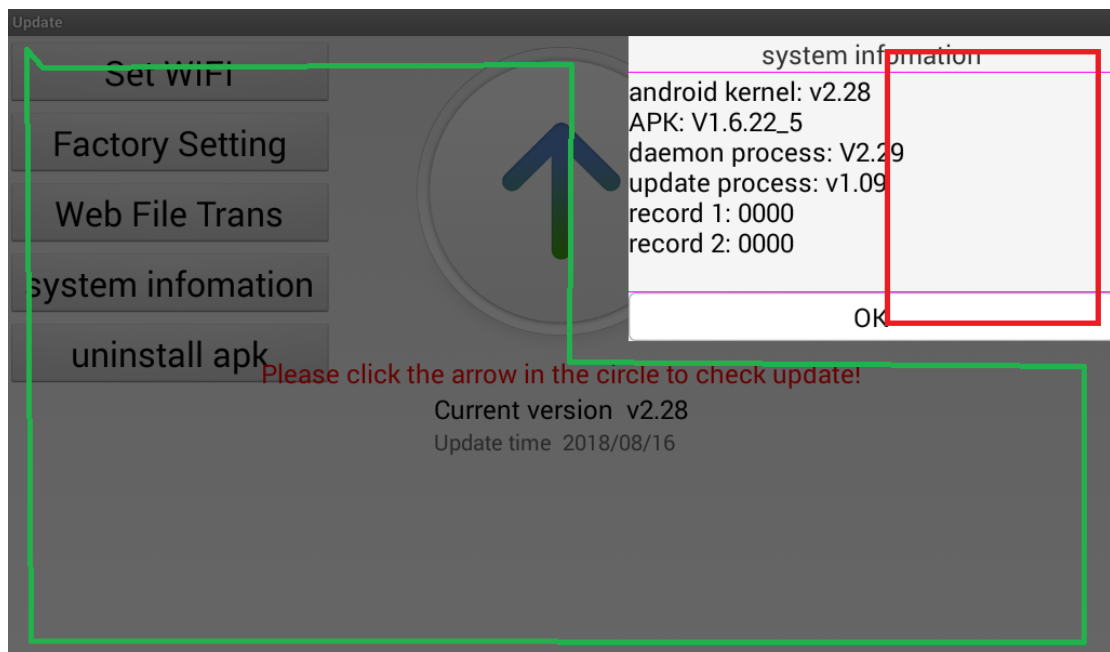 Update
Set WIFI
Factory Setting
Web File Trans
system infomation
uninstall apk
system infomation
android kernel: v2.28
APK: V1.6.22_5
daemon process: V2.29
update process: v1.09
record 1: 0000
record 2: 0000
OK
Please click the arrow in the circle to check update!
Current version v2.28
Update time 2018/08/16